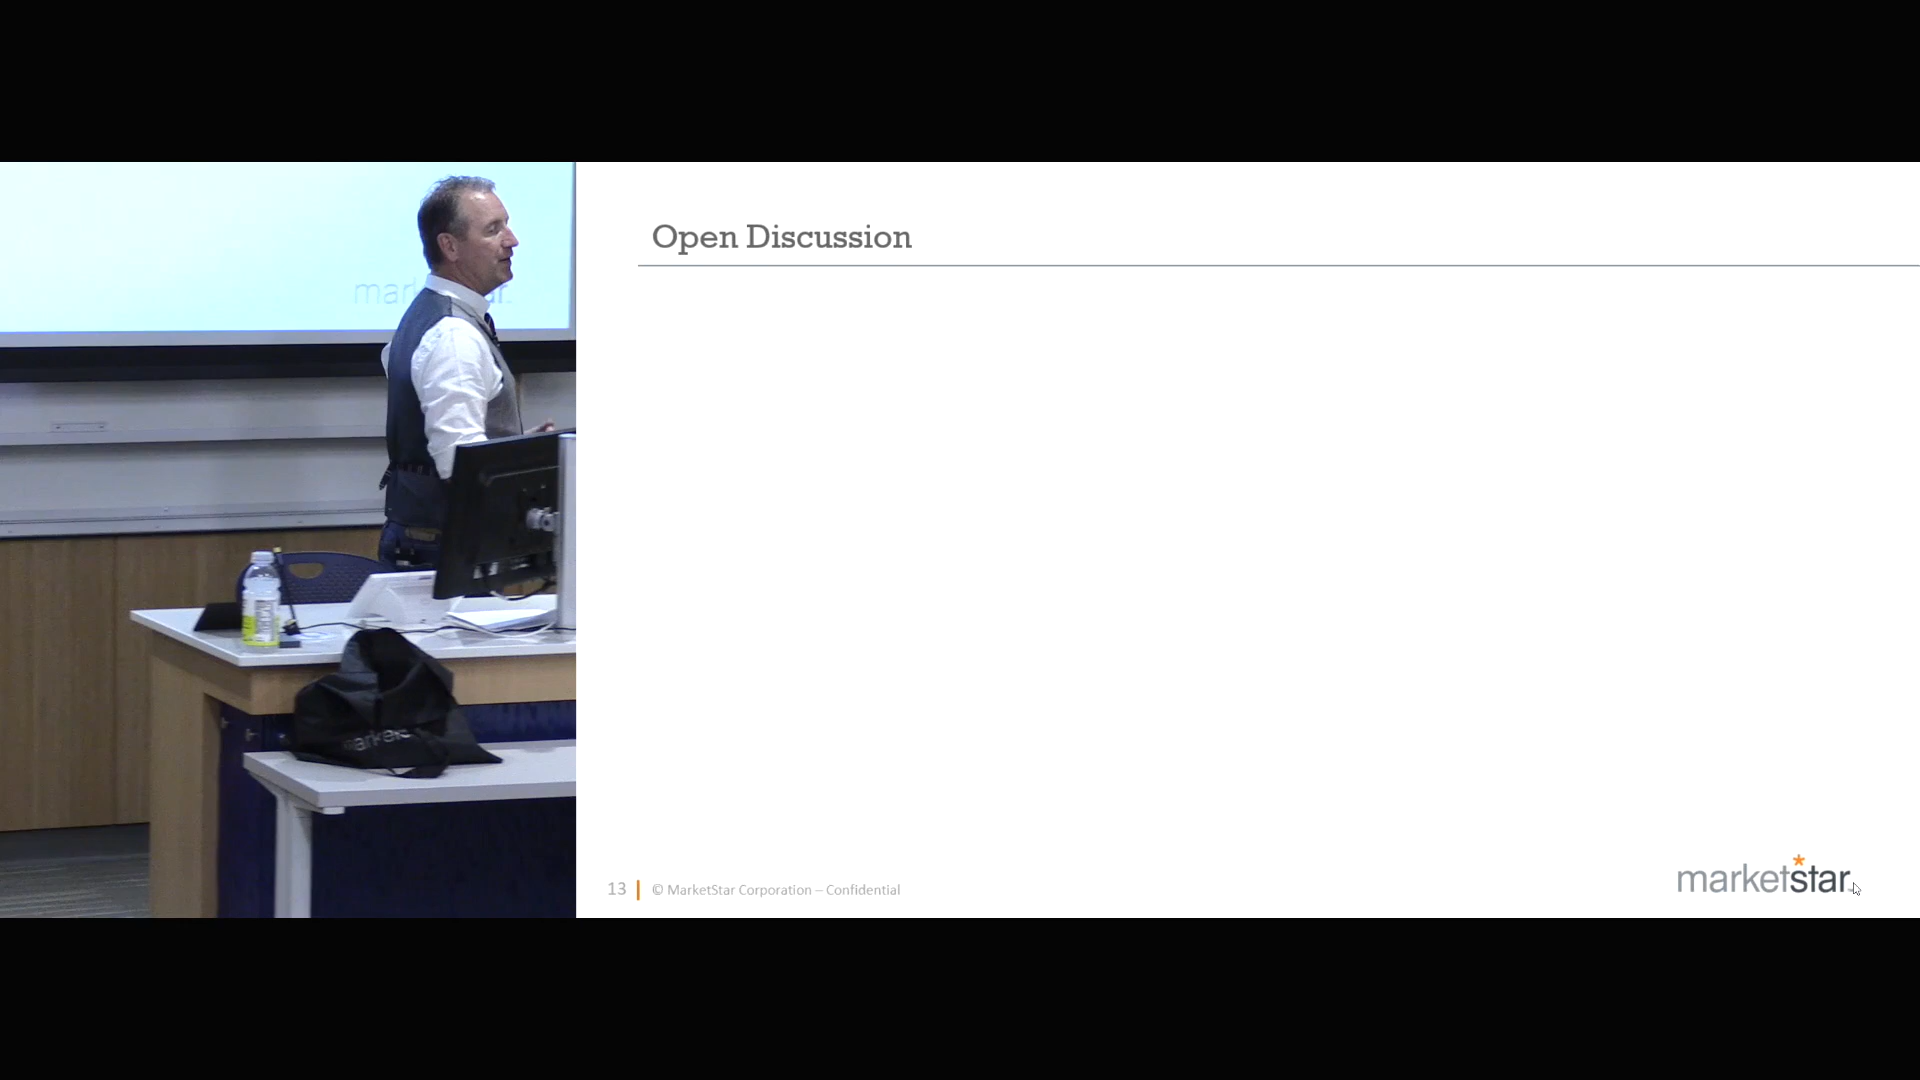 Open Discussion
13 | © MarketStar Corporation – Confidential
marketstar